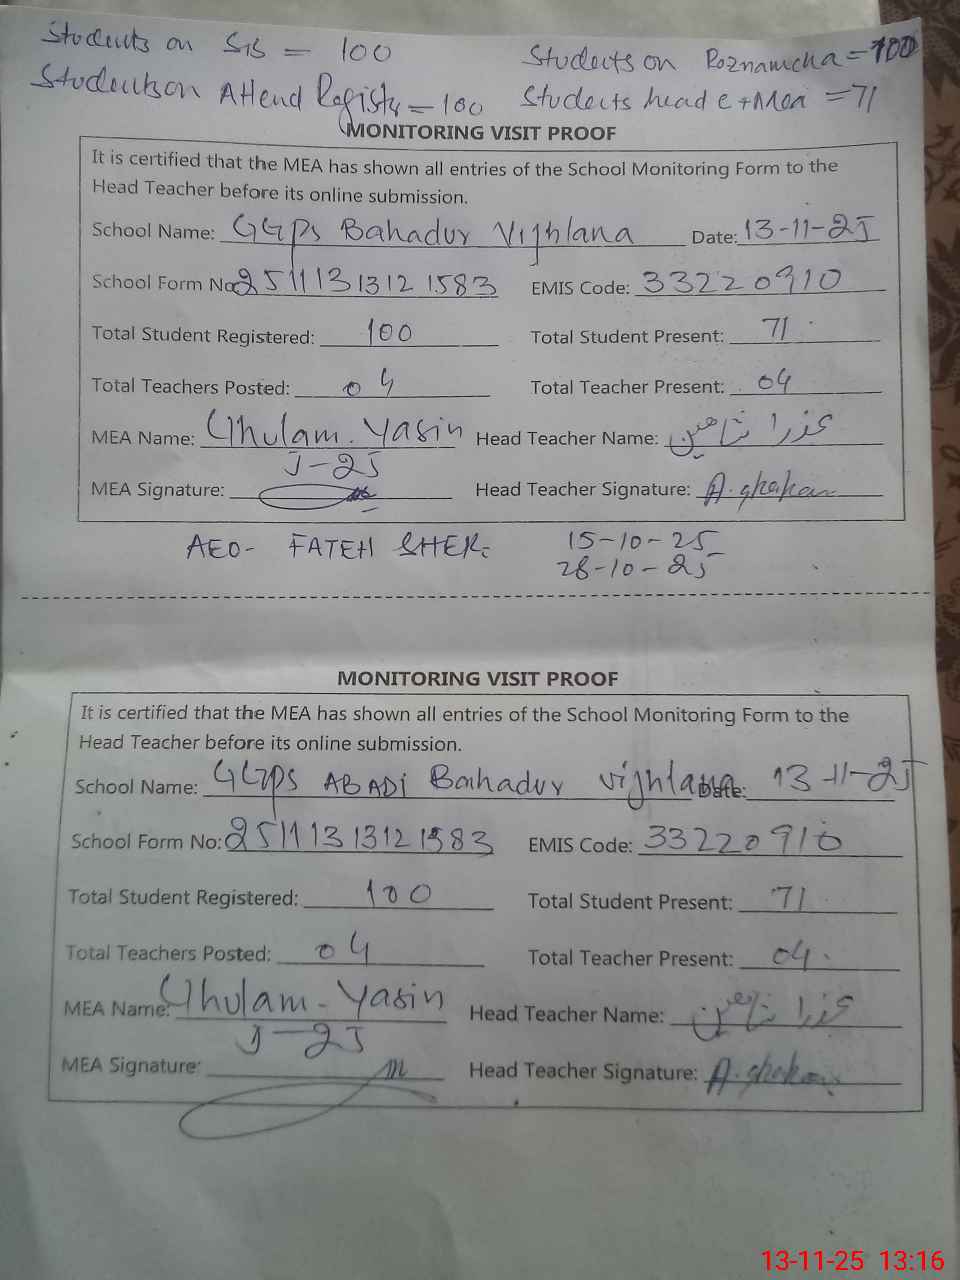 Students on SIS = 100
Students on Roznamcha = 100
Students on Attend Register = 100
Students head c+Mea = 71
MONITORING VISIT PROOF
It is certified that the MEA has shown all entries of the School Monitoring Form to the
Head Teacher before its online submission.
School Name: GGPS Bahadur Vijhlana Date: 13-11-25
School Form No: 251113 1312 1583 EMIS Code: 33220910
Total Student Registered: 100 Total Student Present: 71
Total Teachers Posted: 04 Total Teacher Present: 04
MEA Name: Ghulam Yasin Head Teacher Name: عذرا شاھین
J-25
MEA Signature: Head Teacher Signature:
AEO- FATEH SHER. 15-10-25
28-10-25
MONITORING VISIT PROOF
It is certified that the MEA has shown all entries of the School Monitoring Form to the
Head Teacher before its online submission.
School Name: GGPS ABADi Bahadur Vijhlana Date: 13-11-25
School Form No: 251113 1312 1583 EMIS Code: 33220910
Total Student Registered: 100 Total Student Present: 71
Total Teachers Posted: 04 Total Teacher Present: 04.
MEA Name: Ghulam - Yasin Head Teacher Name: عذرا شاھین
J-25
MEA Signature: Head Teacher Signature:
13-11-25 13:16